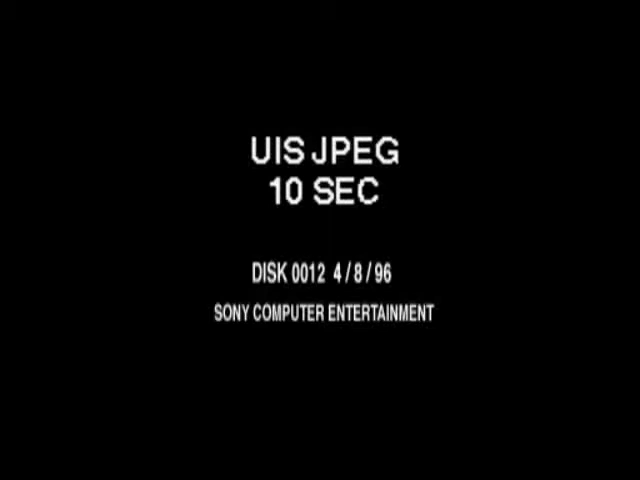 UIS JPEG
10 SEC
DISK 0012 4/8/96
SONY COMPUTER ENTERTAINMENT